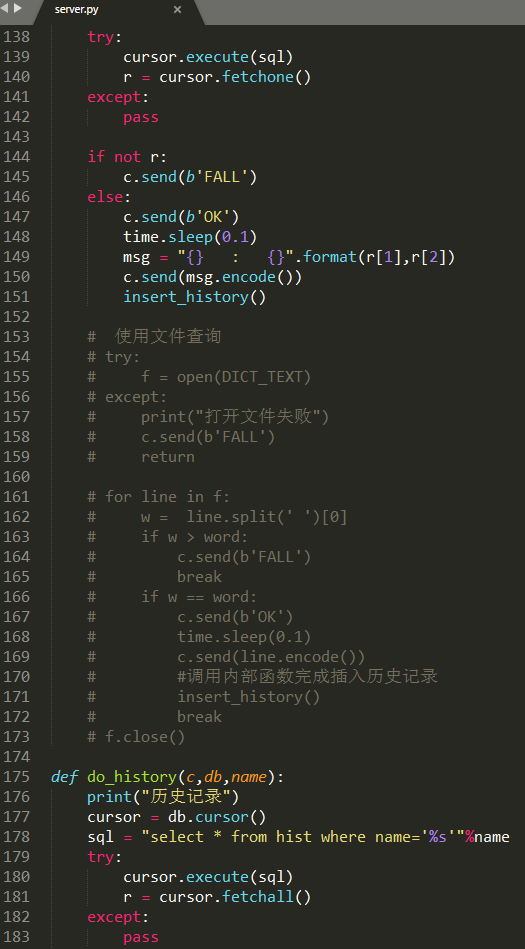 server.py
138 try:
139 cursor.execute(sql)
140 r = cursor.fetchone()
141 except:
142 pass
143
144 if not r:
145 c.send(b'FALL')
146 else:
147 c.send(b'OK')
148 time.sleep(0.1)
149 msg = "{}   :   {}".format(r[1],r[2])
150 c.send(msg.encode())
151 insert_history()
152
153 #  使用文件查询
154 # try:
155 #     f = open(DICT_TEXT)
156 # except:
157 #     print("打开文件失败")
158 #     c.send(b'FALL')
159 #     return
160
161 # for line in f:
162 #     w =  line.split(' ')[0]
163 #     if w > word:
164 #         c.send(b'FALL')
165 #         break
166 #     if w == word:
167 #         c.send(b'OK')
168 #         time.sleep(0.1)
169 #         c.send(line.encode())
170 #         #调用内部函数完成插入历史记录
171 #         insert_history()
172 #         break
173 # f.close()
174
175 def do_history(c,db,name):
176 print("历史记录")
177 cursor = db.cursor()
178 sql = "select * from hist where name='%s'"%name
179 try:
180 cursor.execute(sql)
181 r = cursor.fetchall()
182 except:
183 pass